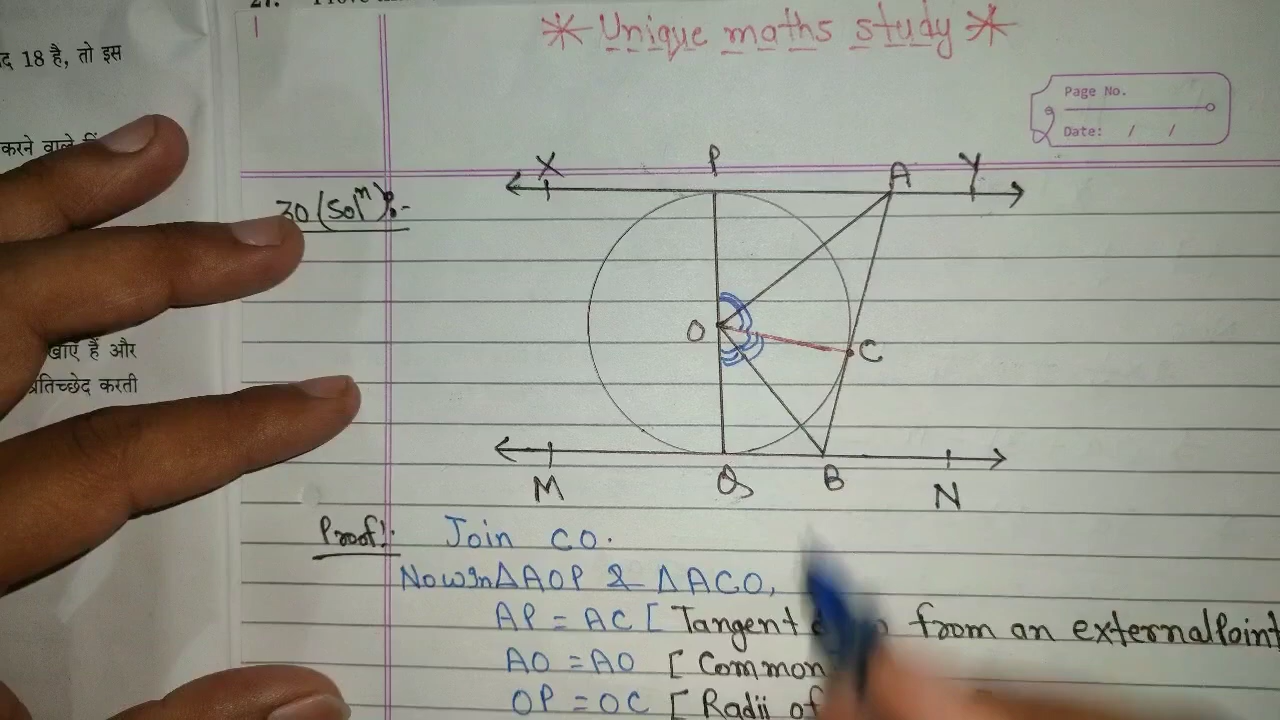 * Unique maths study *
Page No.
Date: / /
द 18 है, तो इस
करने वाले
खाएँ हैं और
प्रतिच्छेद करती
30 (Solⁿ):-
X P A Y
O C
M Q B N
Proof:- Join CO.
Now In ΔAOP & ΔACO,
AP = AC [ Tangent from an external Point
AO = AO [ Common
OP = OC [ Radii of